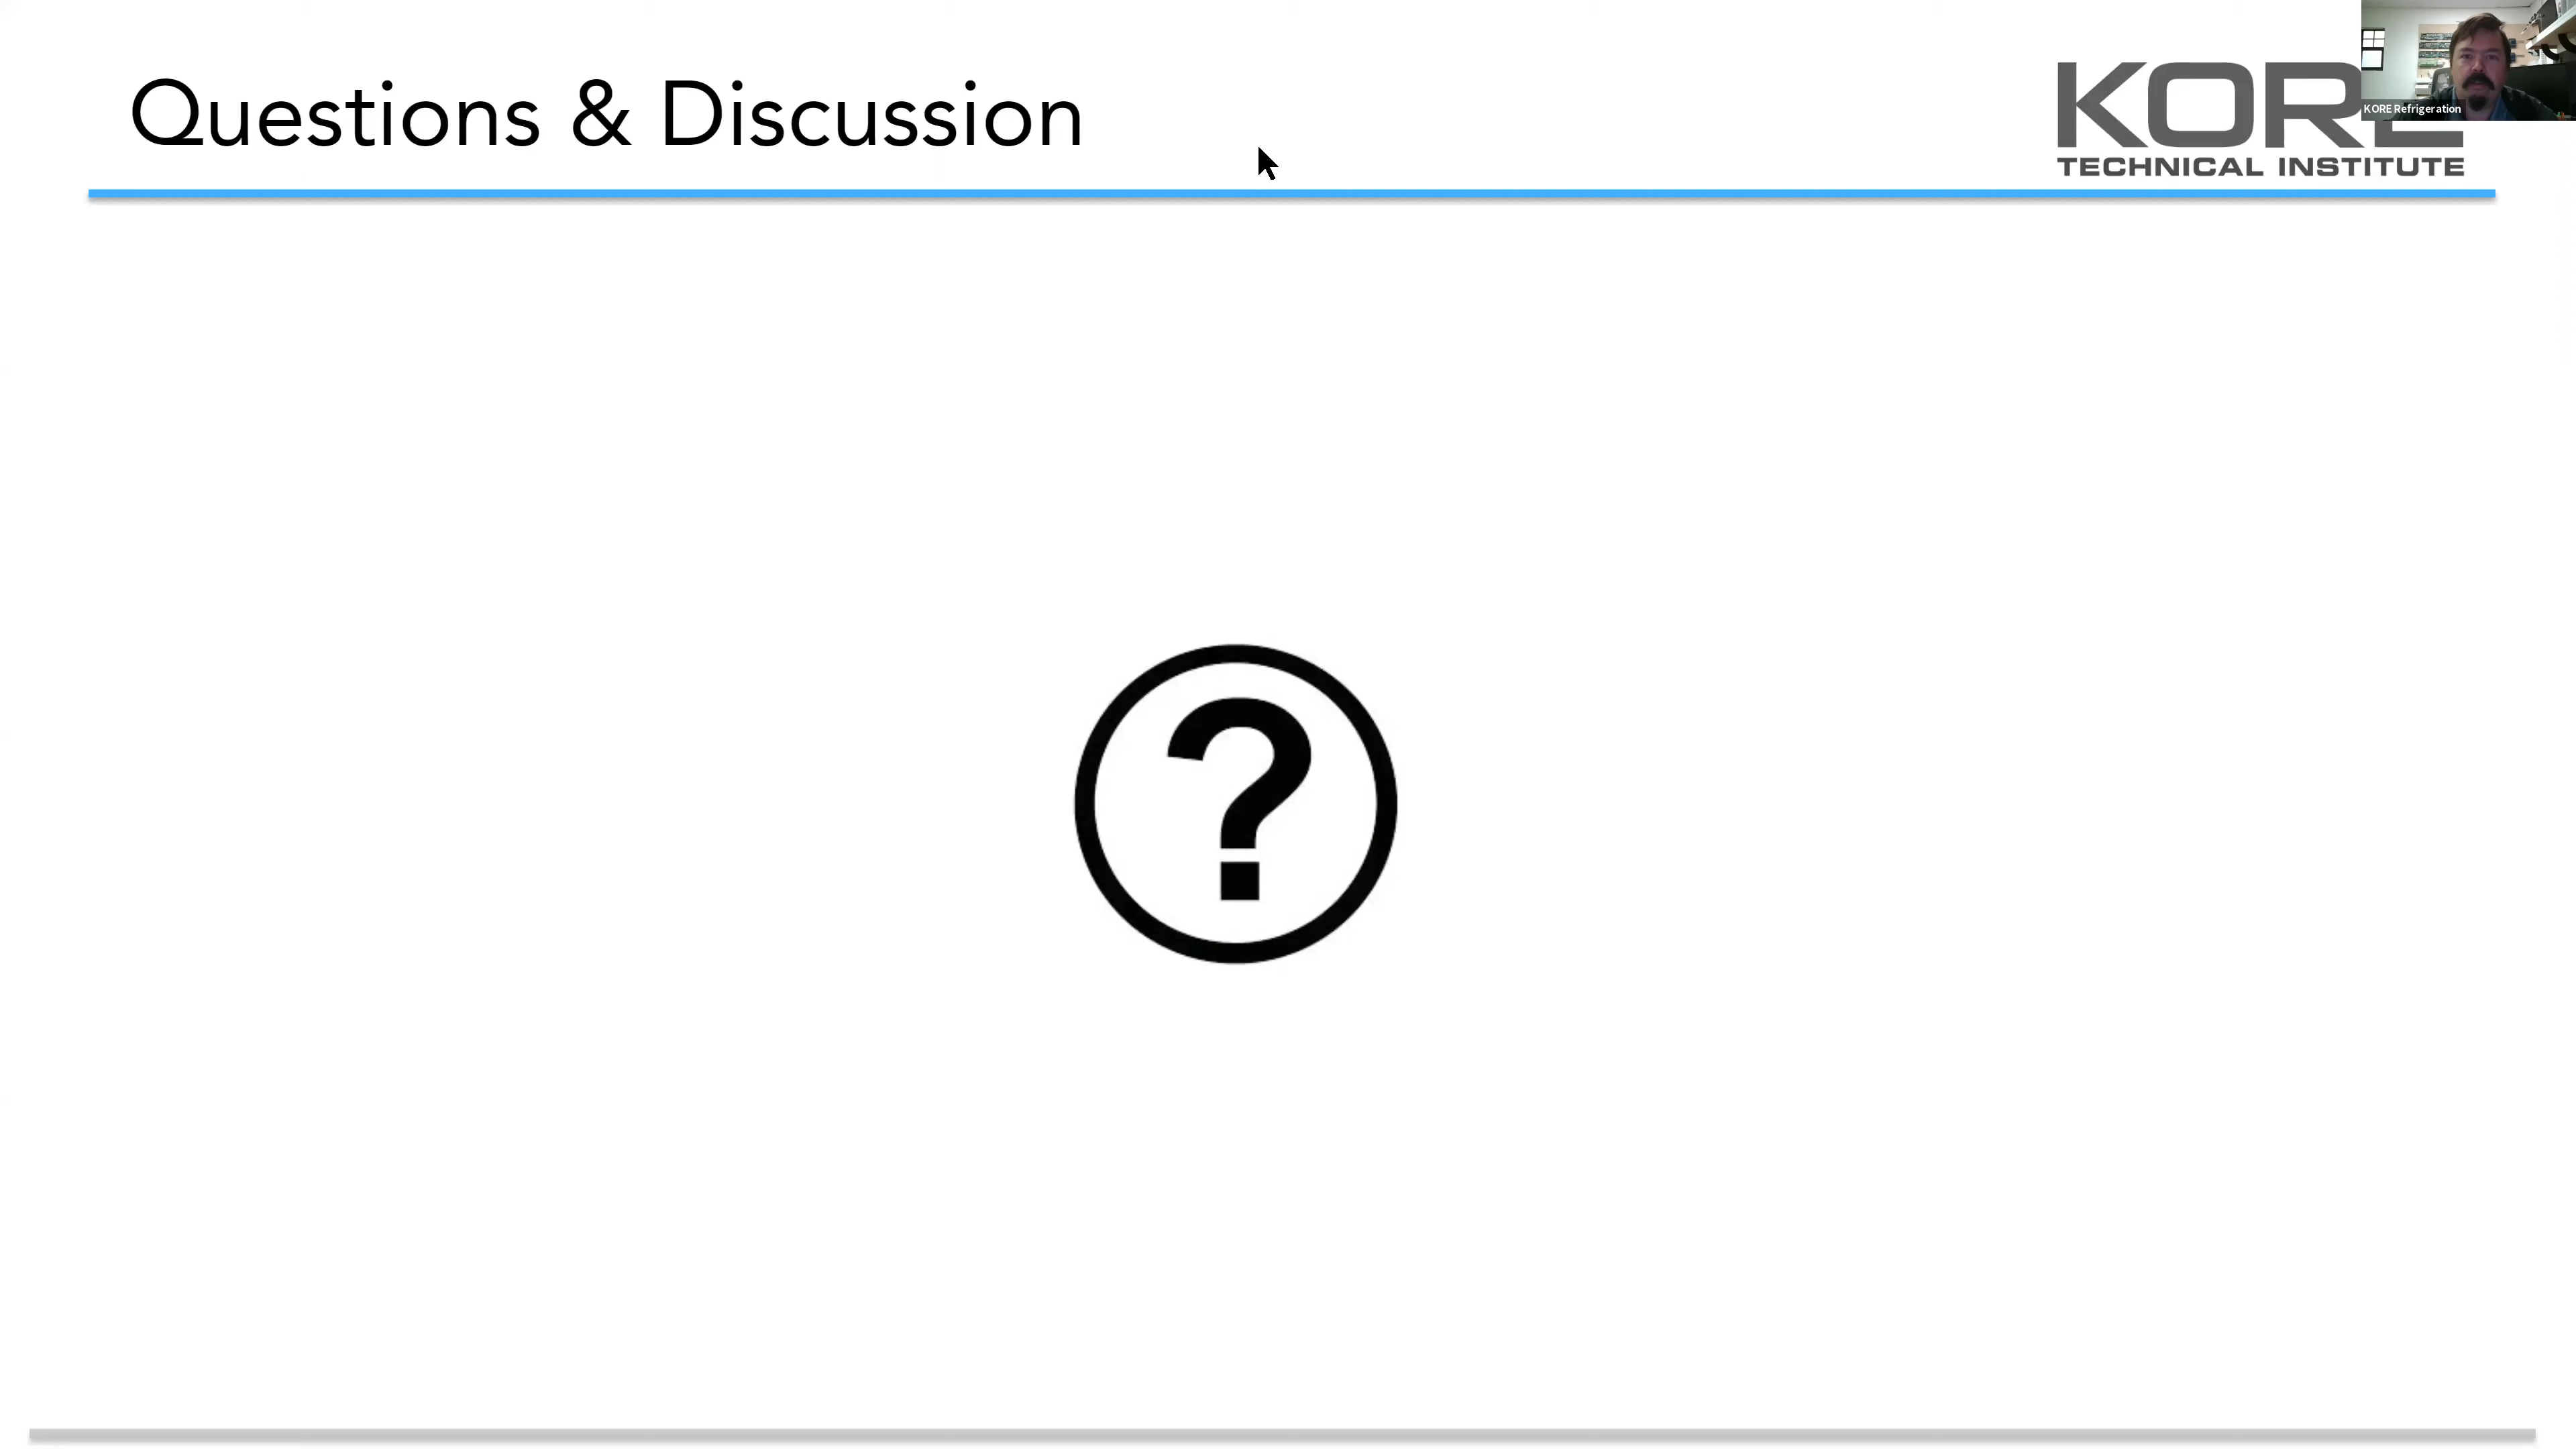 Questions & Discussion
KORE
TECHNICAL INSTITUTE
KORE Refrigeration
?